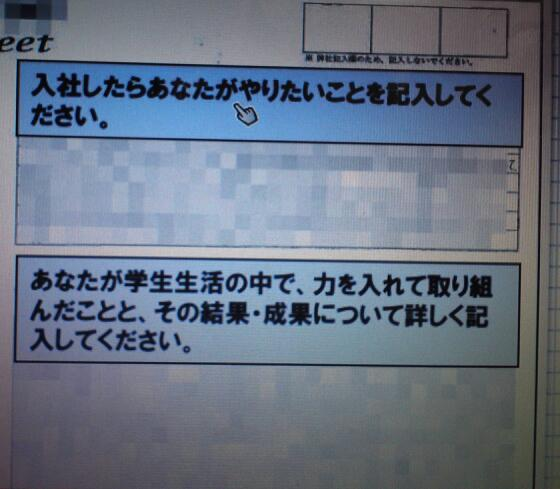 eet
※ 弊社記入欄のため、記入しないでください。
入社したらあなたがやりたいことを記入してく
ださい。
あなたが学生生活の中で、力を入れて取り組
んだことと、その結果・成果について詳しく記
入してください。